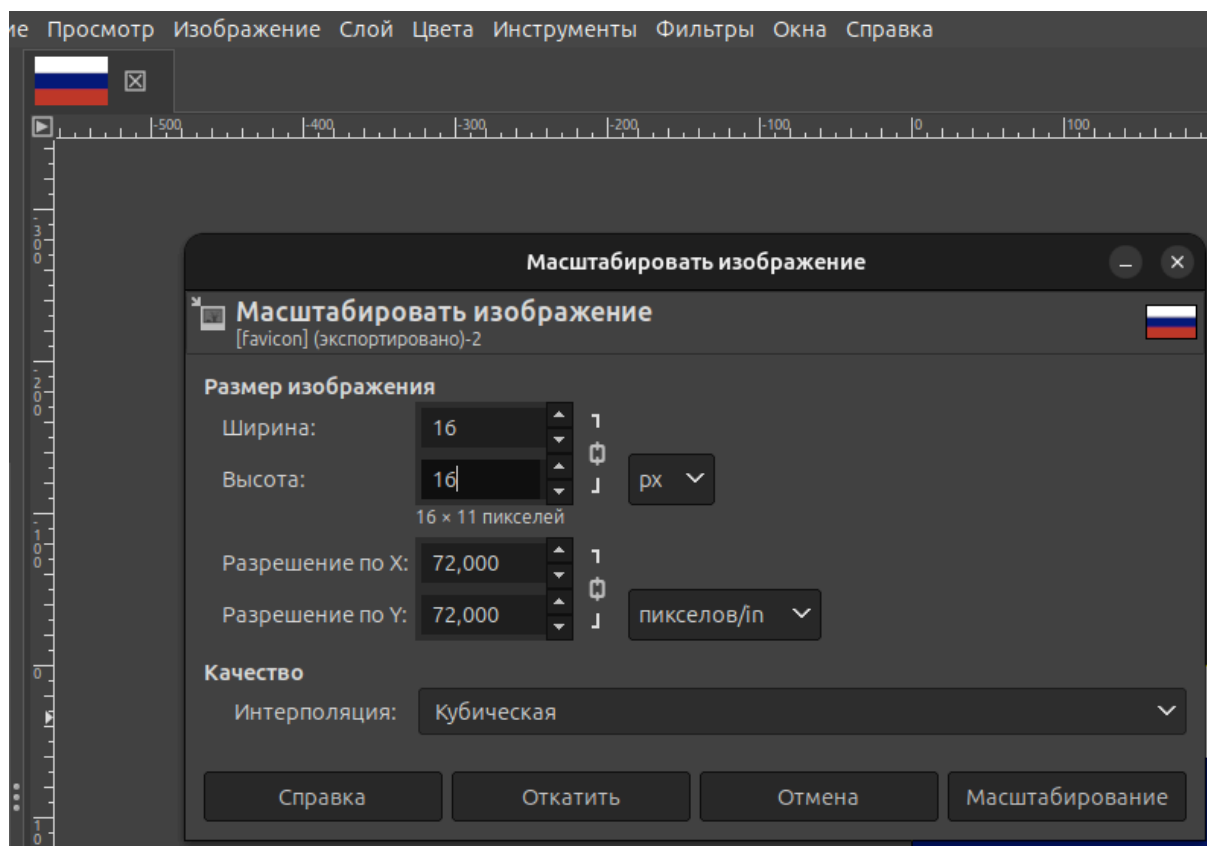 ие Просмотр Изображение Слой Цвета Инструменты Фильтры Окна Справка
-500 -400 -300 -200 -100 0 100
-300
-200
-100
0
10
Масштабировать изображение
Масштабировать изображение
[favicon] (экспортировано)-2
Размер изображения
Ширина: 16
Высота: 16 px
16 × 11 пикселей
Разрешение по X: 72,000
Разрешение по Y: 72,000 пикселов/in
Качество
Интерполяция: Кубическая
Справка Откатить Отмена Масштабирование